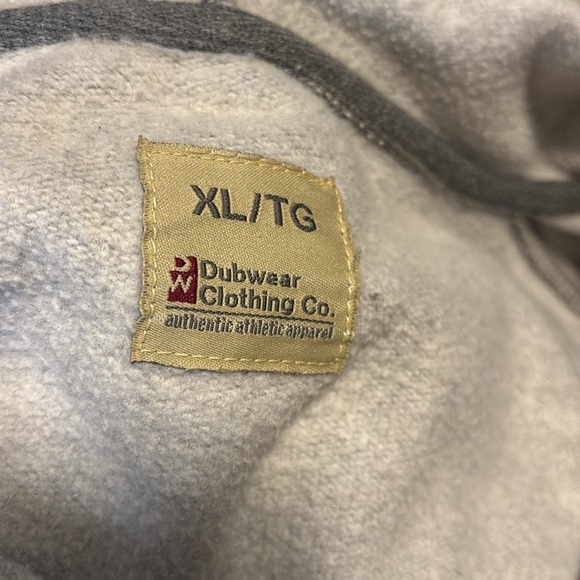 XL/TG
DW
Dubwear
Clothing Co.
authentic athletic apparel